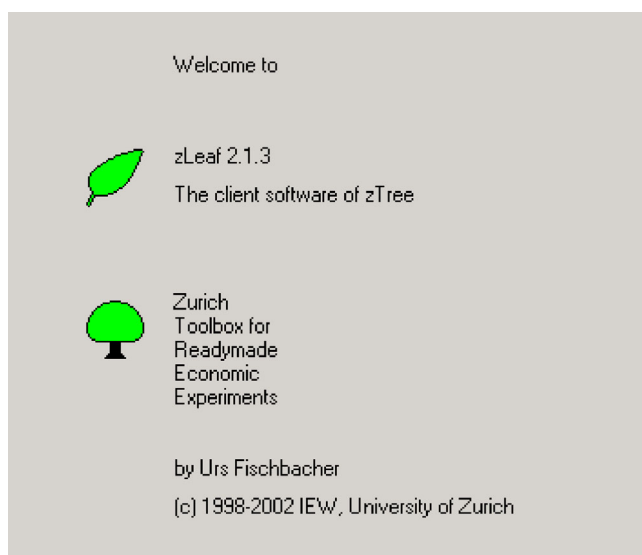 Welcome to
zLeaf 2.1.3
The client software of zTree
Zurich
Toolbox for
Readymade
Economic
Experiments
by Urs Fischbacher
(c) 1998-2002 IEW, University of Zurich